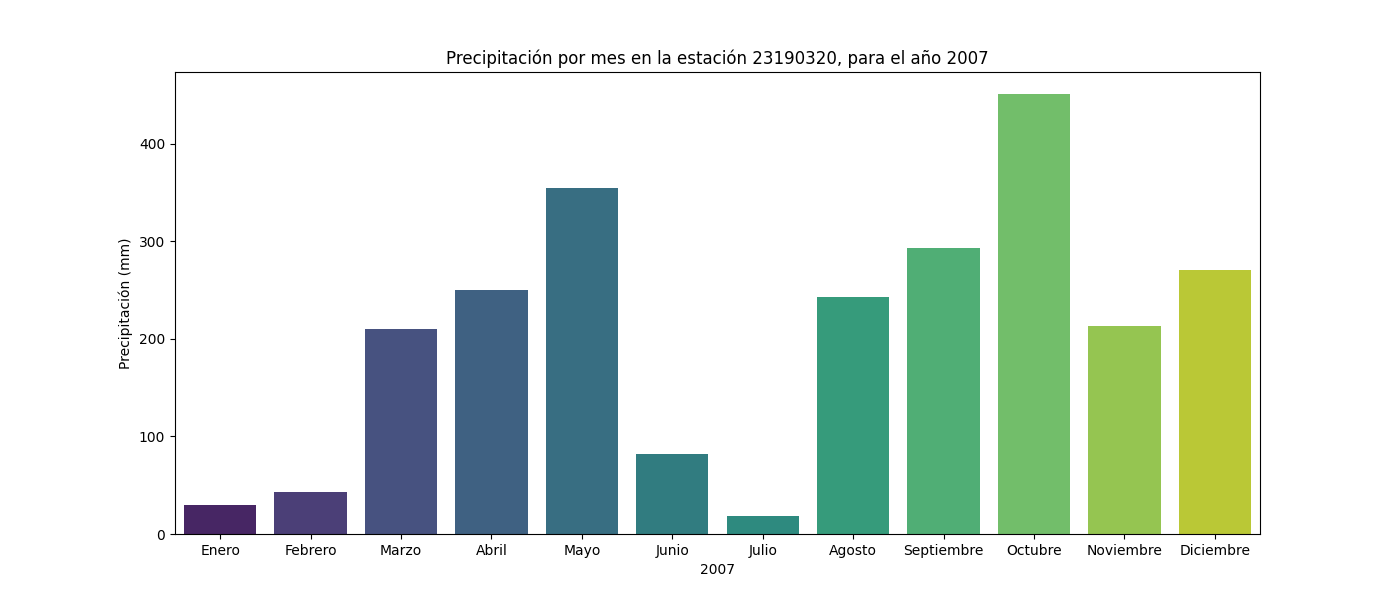 Precipitación por mes en la estación 23190320, para el año 2007
Precipitación (mm)
400
300
200
100
0
Enero Febrero Marzo Abril Mayo Junio Julio Agosto Septiembre Octubre Noviembre Diciembre
2007